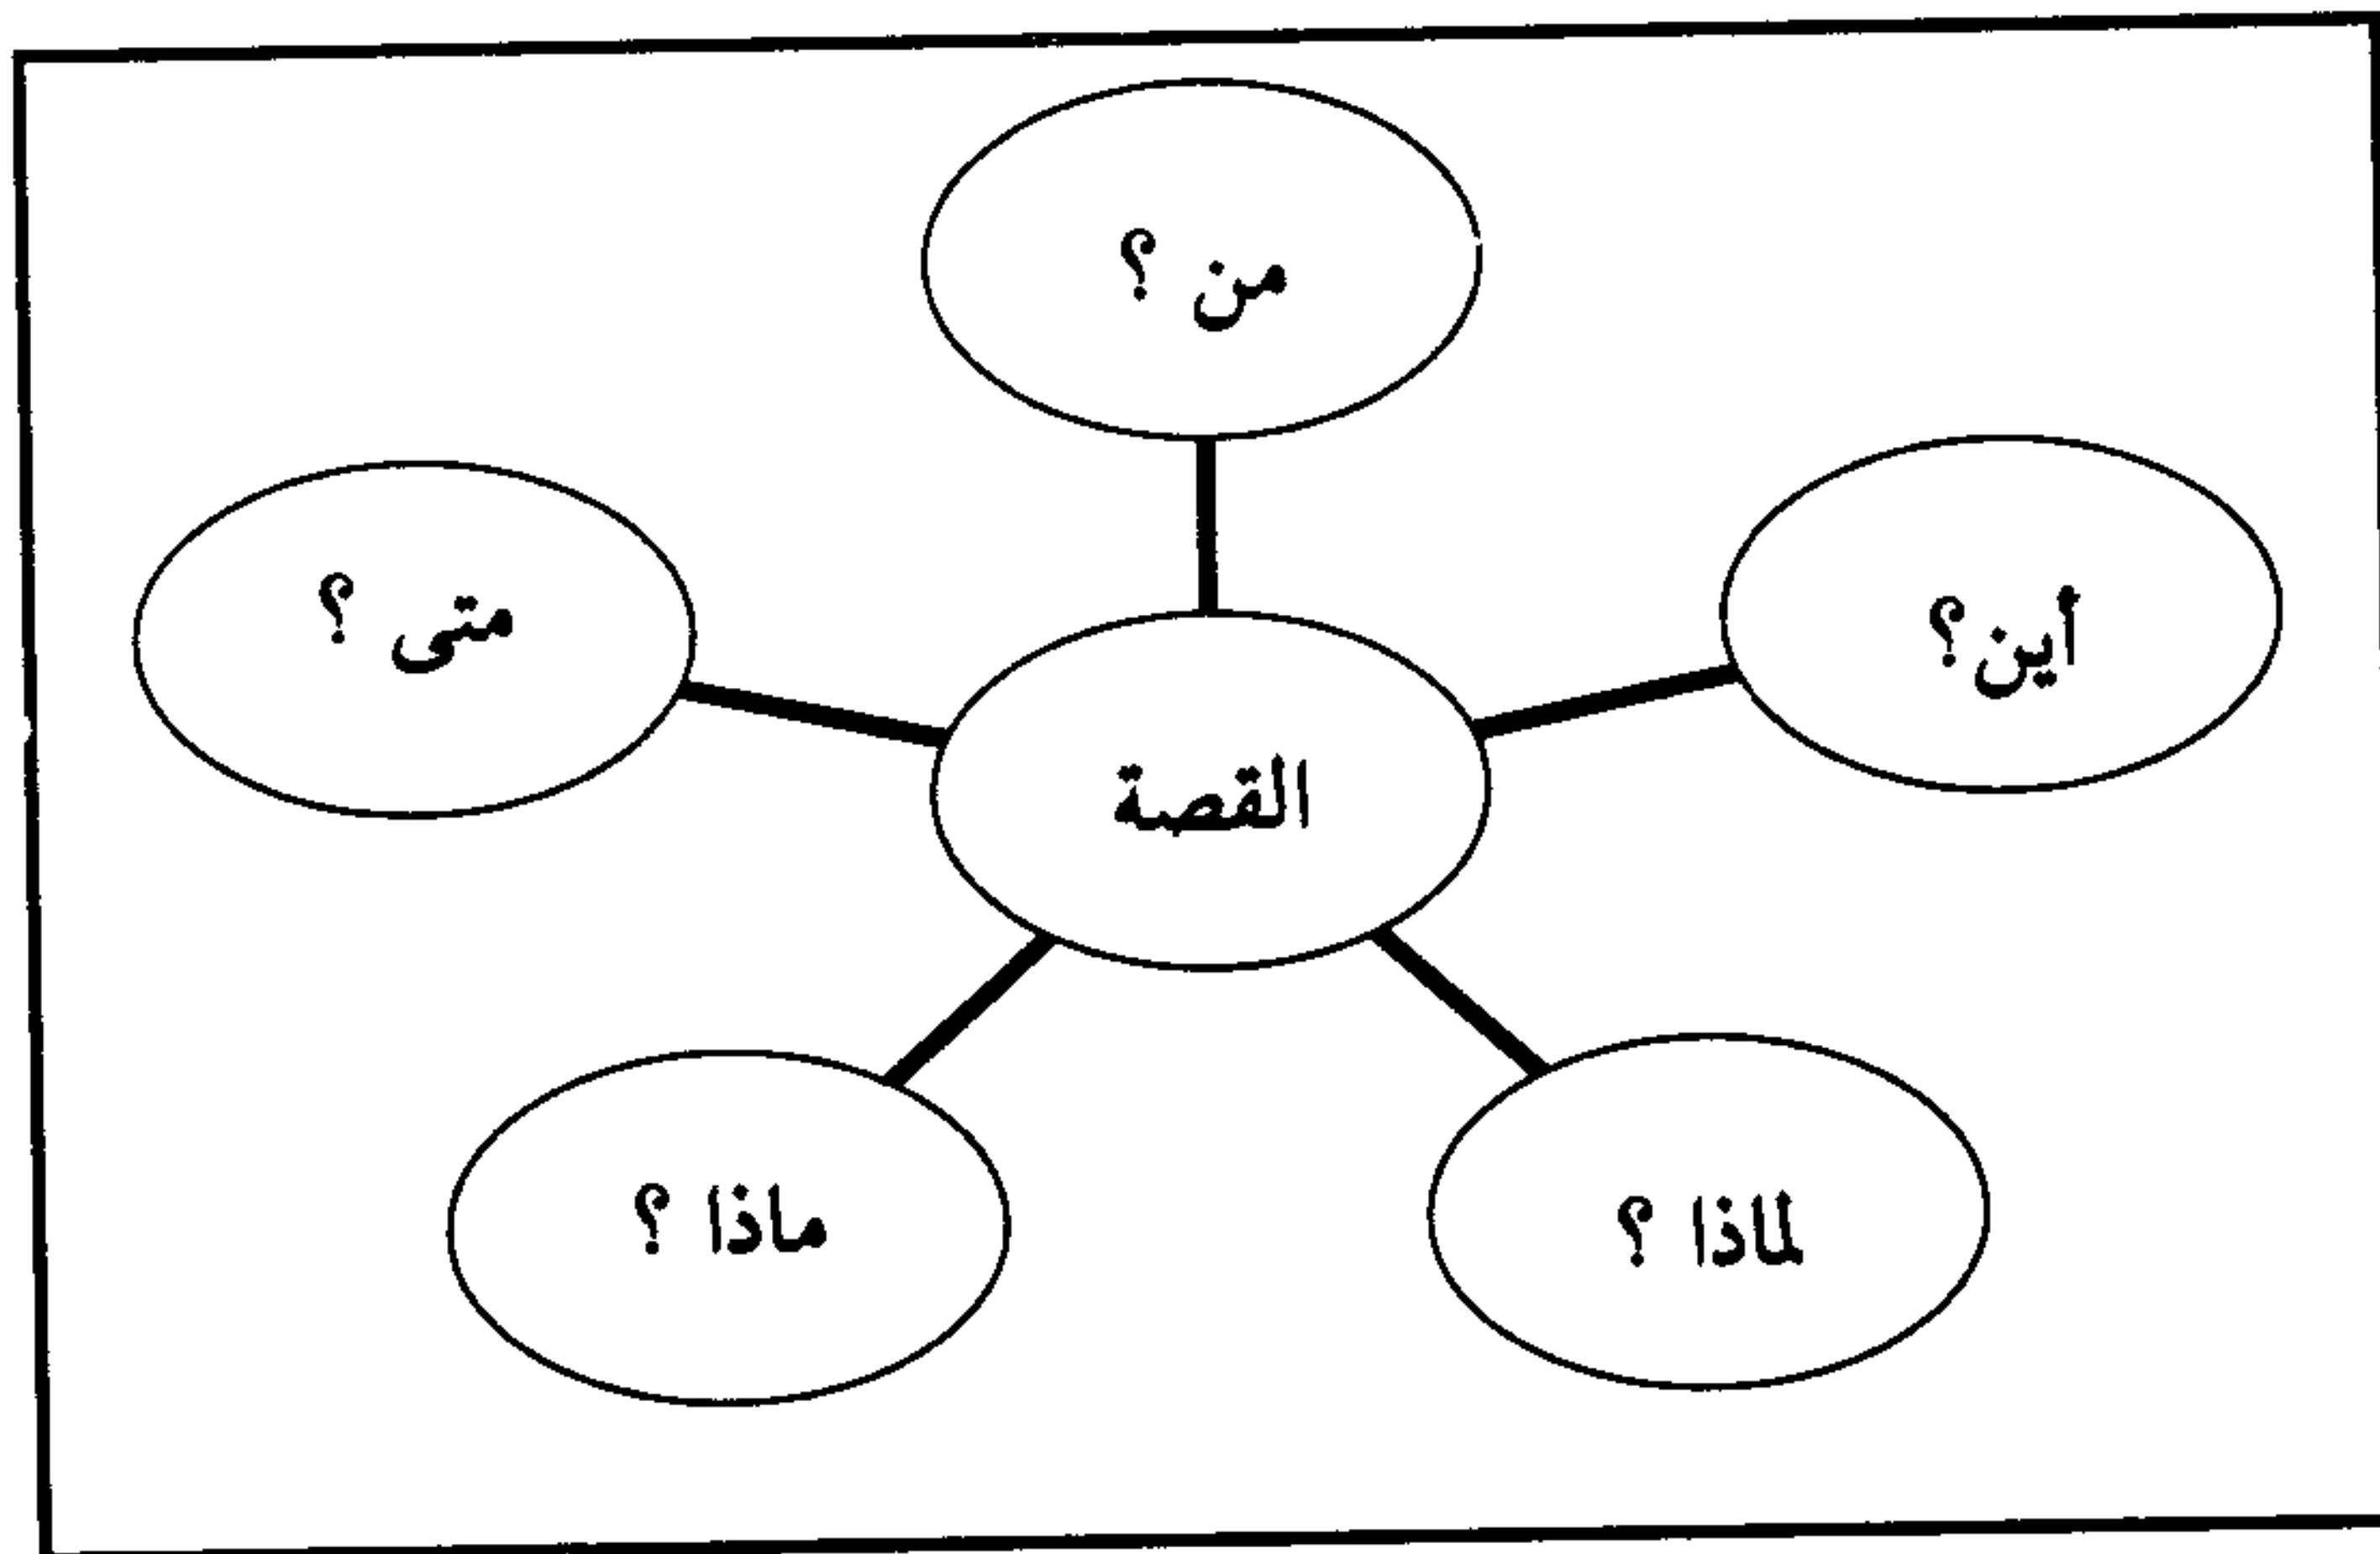 من ؟
أين ؟
متى ؟
القصة
لماذا ؟
ماذا ؟